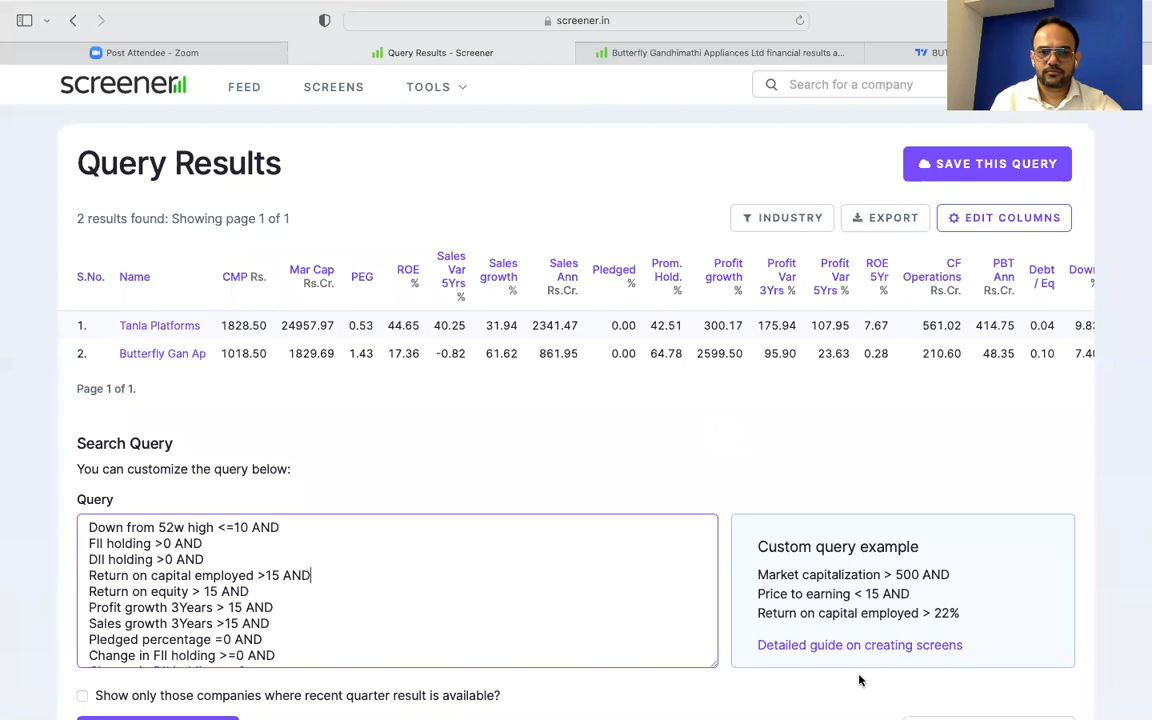 screener.in
Post Attendee - Zoom
Query Results - Screener
Butterfly Gandhimathi Appliances Ltd financial results a...
BUT
screener
FEED
SCREENS
TOOLS
Search for a company
Query Results
SAVE THIS QUERY
2 results found: Showing page 1 of 1
INDUSTRY
EXPORT
EDIT COLUMNS
S.No. Name CMP Rs. Mar Cap Rs.Cr. PEG ROE % Sales Var 5Yrs % Sales growth % Sales Ann Rs.Cr. Pledged % Prom. Hold. % Profit growth % Profit Var 3Yrs % Profit Var 5Yrs % ROE 5Yr % CF Operations Rs.Cr. PBT Ann Rs.Cr. Debt / Eq
1. Tanla Platforms 1828.50 24957.97 0.53 44.65 40.25 31.94 2341.47 0.00 42.51 300.17 175.94 107.95 7.67 561.02 414.75 0.04
2. Butterfly Gan Ap 1018.50 1829.69 1.43 17.36 -0.82 61.62 861.95 0.00 64.78 2599.50 95.90 23.63 0.28 210.60 48.35 0.10
Page 1 of 1.
Search Query
You can customize the query below:
Query
Down from 52w high <=10 AND
FII holding >0 AND
DII holding >0 AND
Return on capital employed >15 AND
Return on equity > 15 AND
Profit growth 3Years > 15 AND
Sales growth 3Years >15 AND
Pledged percentage =0 AND
Change in FII holding >=0 AND
Custom query example
Market capitalization > 500 AND
Price to earning < 15 AND
Return on capital employed > 22%
Detailed guide on creating screens
Show only those companies where recent quarter result is available?